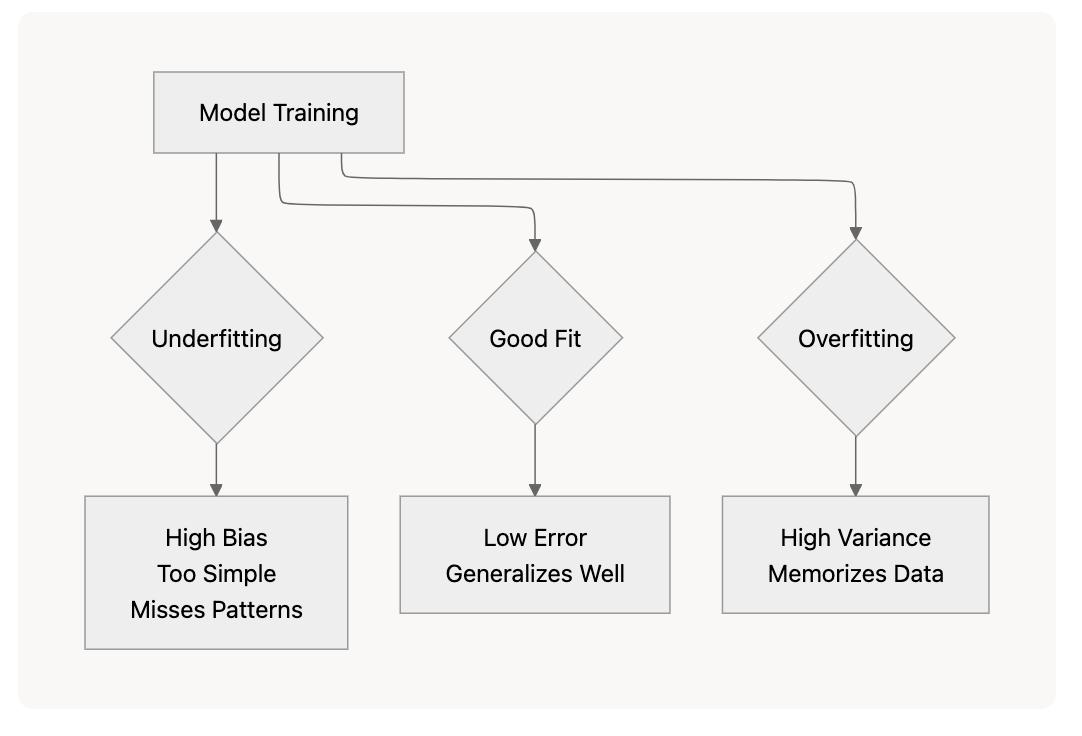 Model Training
Underfitting
Good Fit
Overfitting
High Bias
Too Simple
Misses Patterns
Low Error
Generalizes Well
High Variance
Memorizes Data